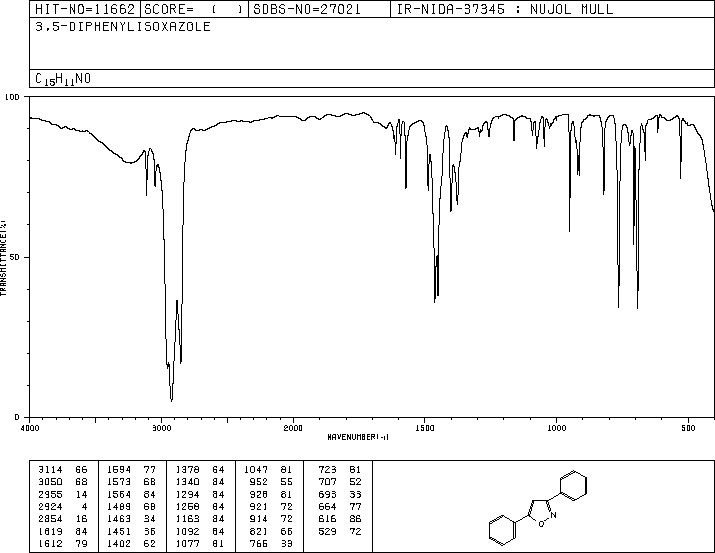 HIT-NO=11662 SCORE= ( ) SDBS-NO=27021 IR-NIDA-37345 : NUJOL MULL
3,5-DIPHENYLISOXAZOLE
C15H11NO
100
50
0
TRANSMITTANCE(%)
4000 3000 2000 1500 1000 500
WAVENUMBER(-1)
3114 66 1594 77 1378 64 1047 81 723 81
3050 68 1573 68 1340 84 952 55 707 52
2955 14 1564 84 1294 84 928 81 693 33
2924 4 1489 68 1258 84 921 72 664 77
2854 16 1463 34 1163 84 914 72 616 86
1819 84 1451 36 1092 84 821 66 529 72
1612 79 1402 62 1077 81 766 33
O N